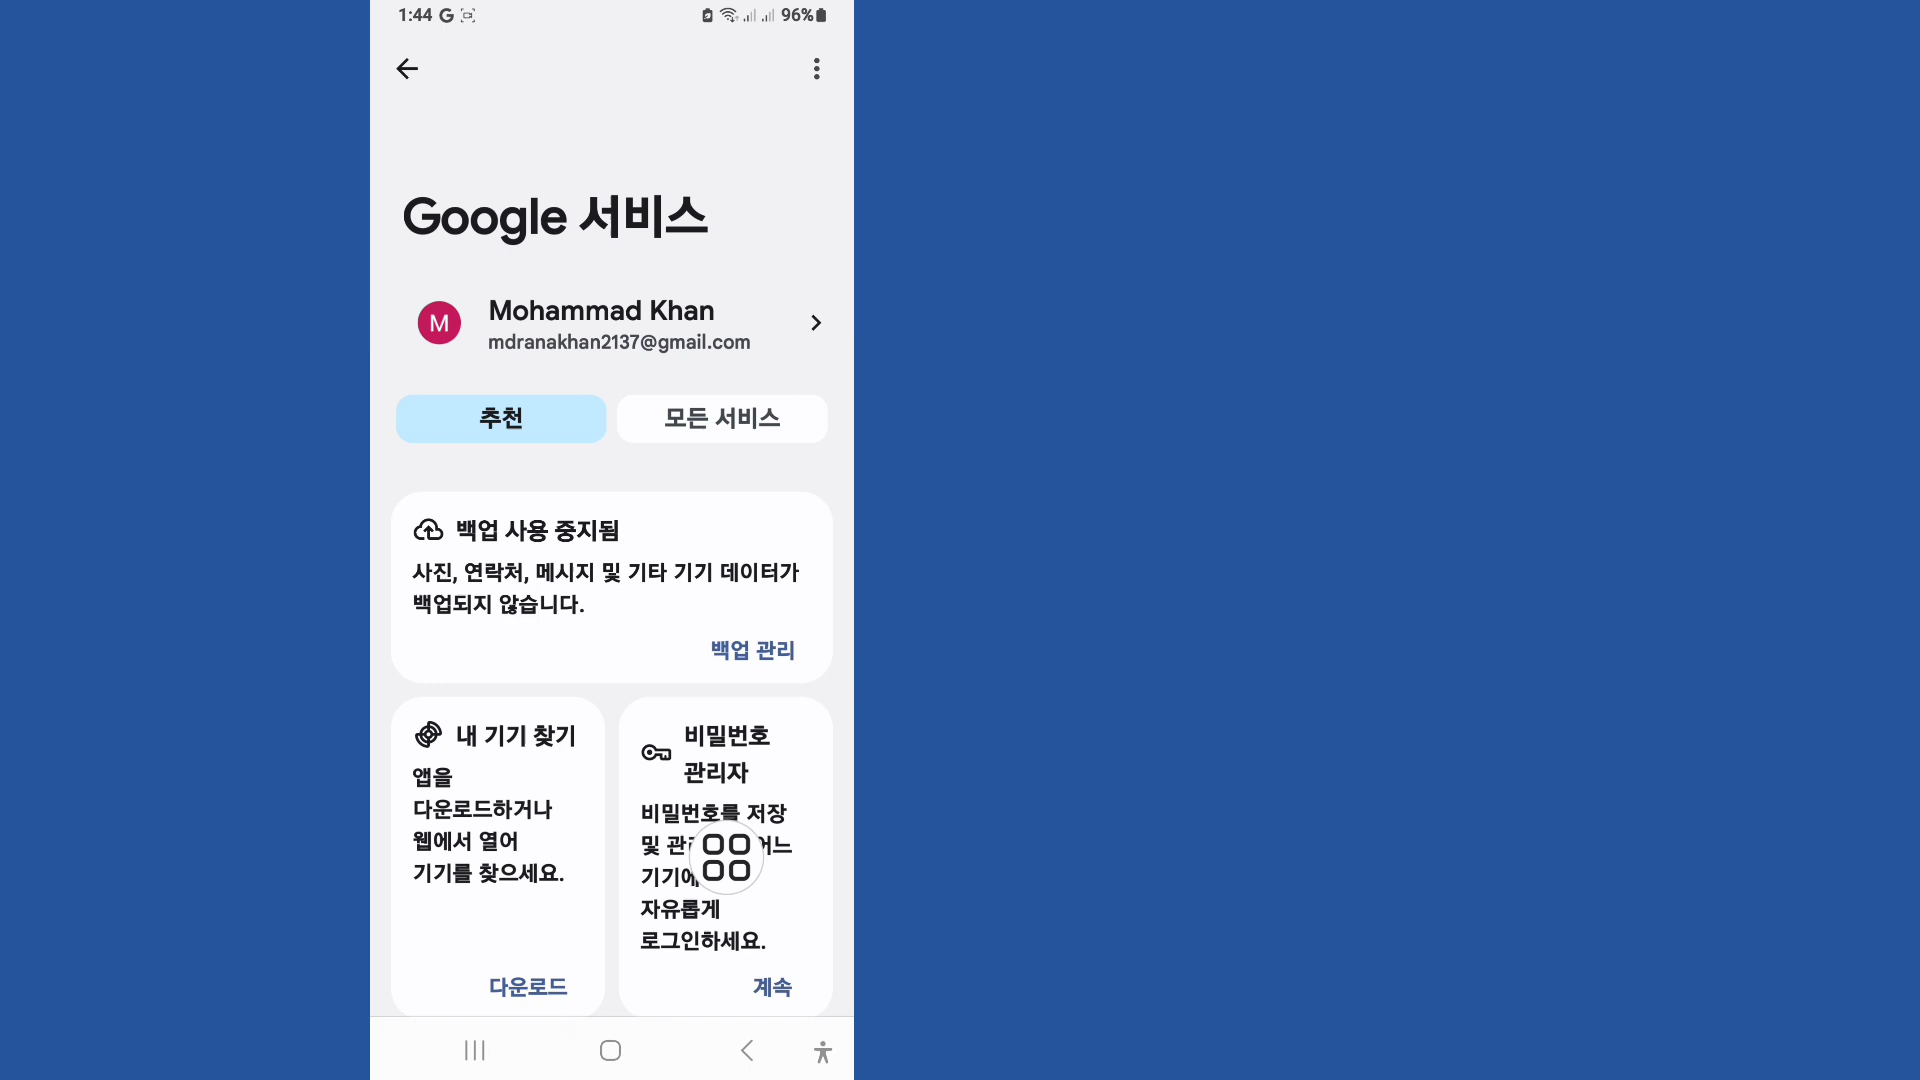 1:44 G 96%
Google 서비스
M
Mohammad Khan
mdranakhan2137@gmail.com
추천
모든 서비스
백업 사용 중지됨
사진, 연락처, 메시지 및 기타 기기 데이터가
백업되지 않습니다.
백업 관리
내 기기 찾기
앱을
다운로드하거나
웹에서 열어
기기를 찾으세요.
다운로드
비밀번호
관리자
비밀번호를 저장
및
자유롭게
로그인하세요.
계속